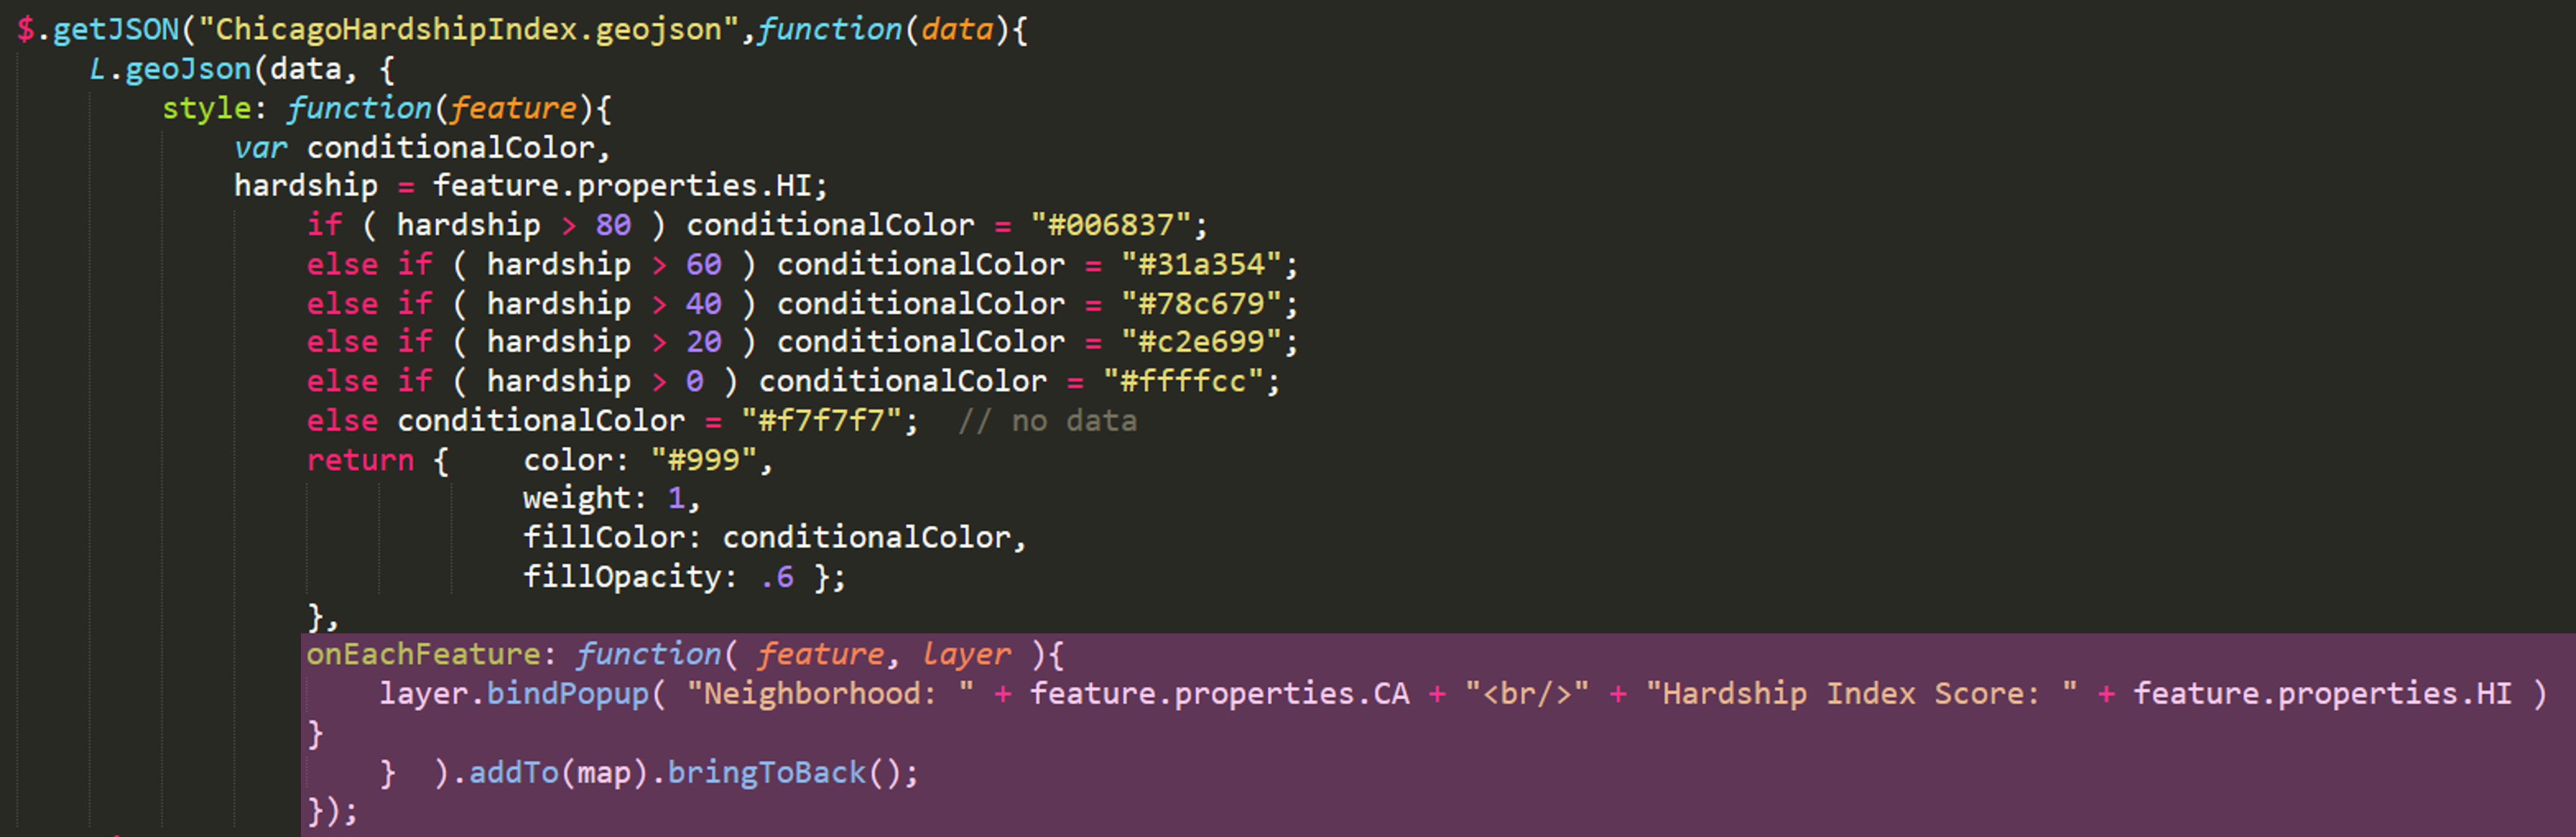 $.getJSON("ChicagoHardshipIndex.geojson",function(data){
L.geoJson(data, {
style: function(feature){
var conditionalColor,
hardship = feature.properties.HI;
if ( hardship > 80 ) conditionalColor = "#006837";
else if ( hardship > 60 ) conditionalColor = "#31a354";
else if ( hardship > 40 ) conditionalColor = "#78c679";
else if ( hardship > 20 ) conditionalColor = "#c2e699";
else if ( hardship > 0 ) conditionalColor = "#ffffcc";
else conditionalColor = "#f7f7f7";  // no data
return {    color: "#999",
weight: 1,
fillColor: conditionalColor,
fillOpacity: .6 };
},
onEachFeature: function( feature, layer ){
layer.bindPopup( "Neighborhood: " + feature.properties.CA + "<br/>" + "Hardship Index Score: " + feature.properties.HI )
}
}  ).addTo(map).bringToBack();
});